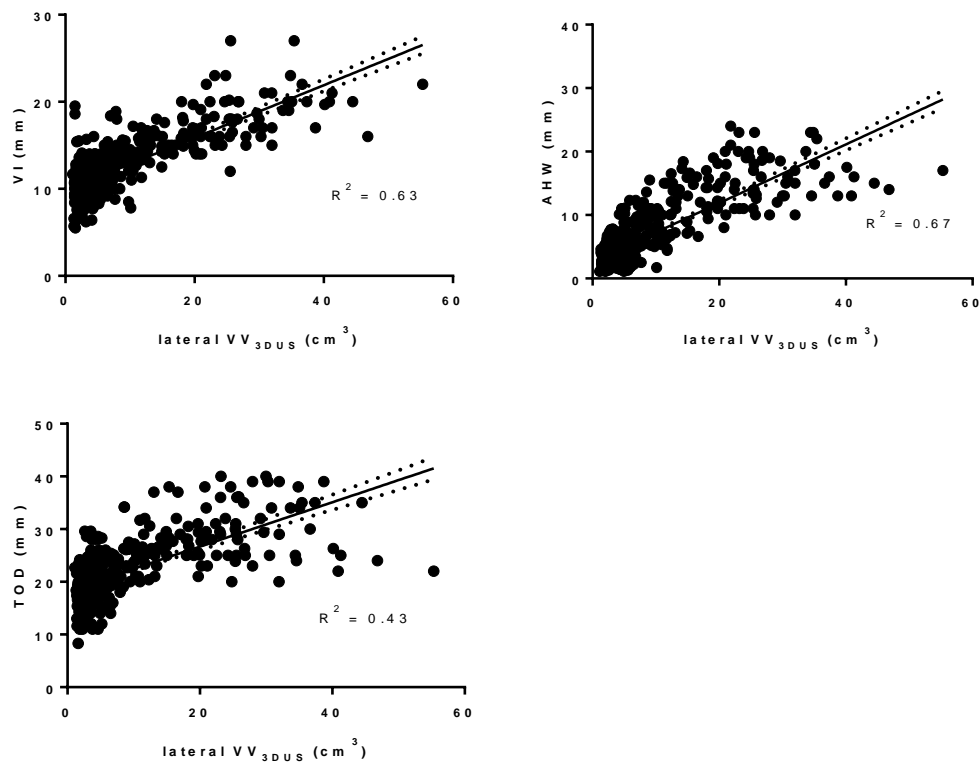 30
20
10
0
VI (mm)
R² = 0.63
0 20 40 60
lateral VV₃DUS (cm³)
40
30
20
10
0
AHW (mm)
R² = 0.67
0 20 40 60
lateral VV₃DUS (cm³)
50
40
30
20
10
0
TOD (mm)
R² = 0.43
0 20 40 60
lateral VV₃DUS (cm³)